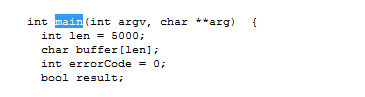 int main(int argv, char **arg) {
int len = 5000;
char buffer[len];
int errorCode = 0;
bool result;